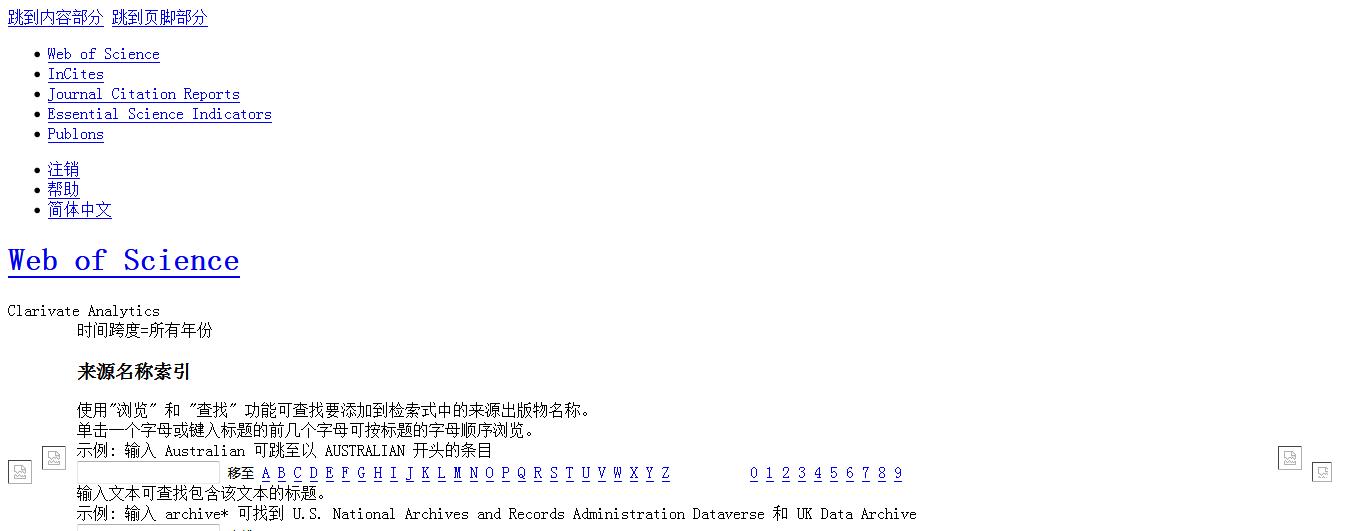 跳到内容部分 跳到页脚部分
Web of Science
InCites
Journal Citation Reports
Essential Science Indicators
Publons
注销
帮助
简体中文
Web of Science
Clarivate Analytics
时间跨度=所有年份
来源名称索引
使用"浏览" 和 "查找" 功能可查找要添加到检索式中的来源出版物名称。
单击一个字母或键入标题的前几个字母可按标题的字母顺序浏览。
示例: 输入 Australian 可跳至以 AUSTRALIAN 开头的条目
移至 A B C D E F G H I J K L M N O P Q R S T U V W X Y Z 0 1 2 3 4 5 6 7 8 9
输入文本可查找包含该文本的标题。
示例: 输入 archive* 可找到 U.S. National Archives and Records Administration Dataverse 和 UK Data Archive